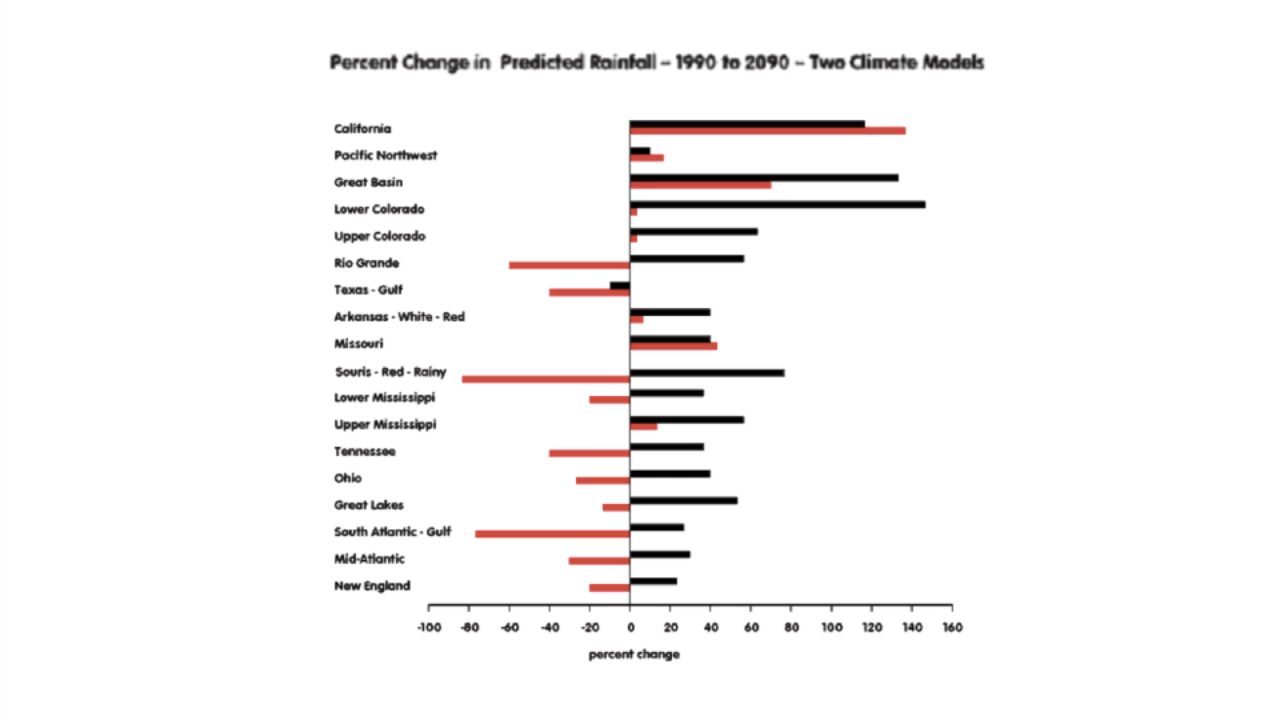 Percent Change in Predicted Rainfall – 1990 to 2090 – Two Climate Models
California
Pacific Northwest
Great Basin
Lower Colorado
Upper Colorado
Rio Grande
Texas - Gulf
Arkansas - White - Red
Missouri
Souris - Red - Rainy
Lower Mississippi
Upper Mississippi
Tennessee
Ohio
Great Lakes
South Atlantic - Gulf
Mid-Atlantic
New England
-100 -80 -60 -40 -20 0 20 40 60 80 100 120 140 160
percent change